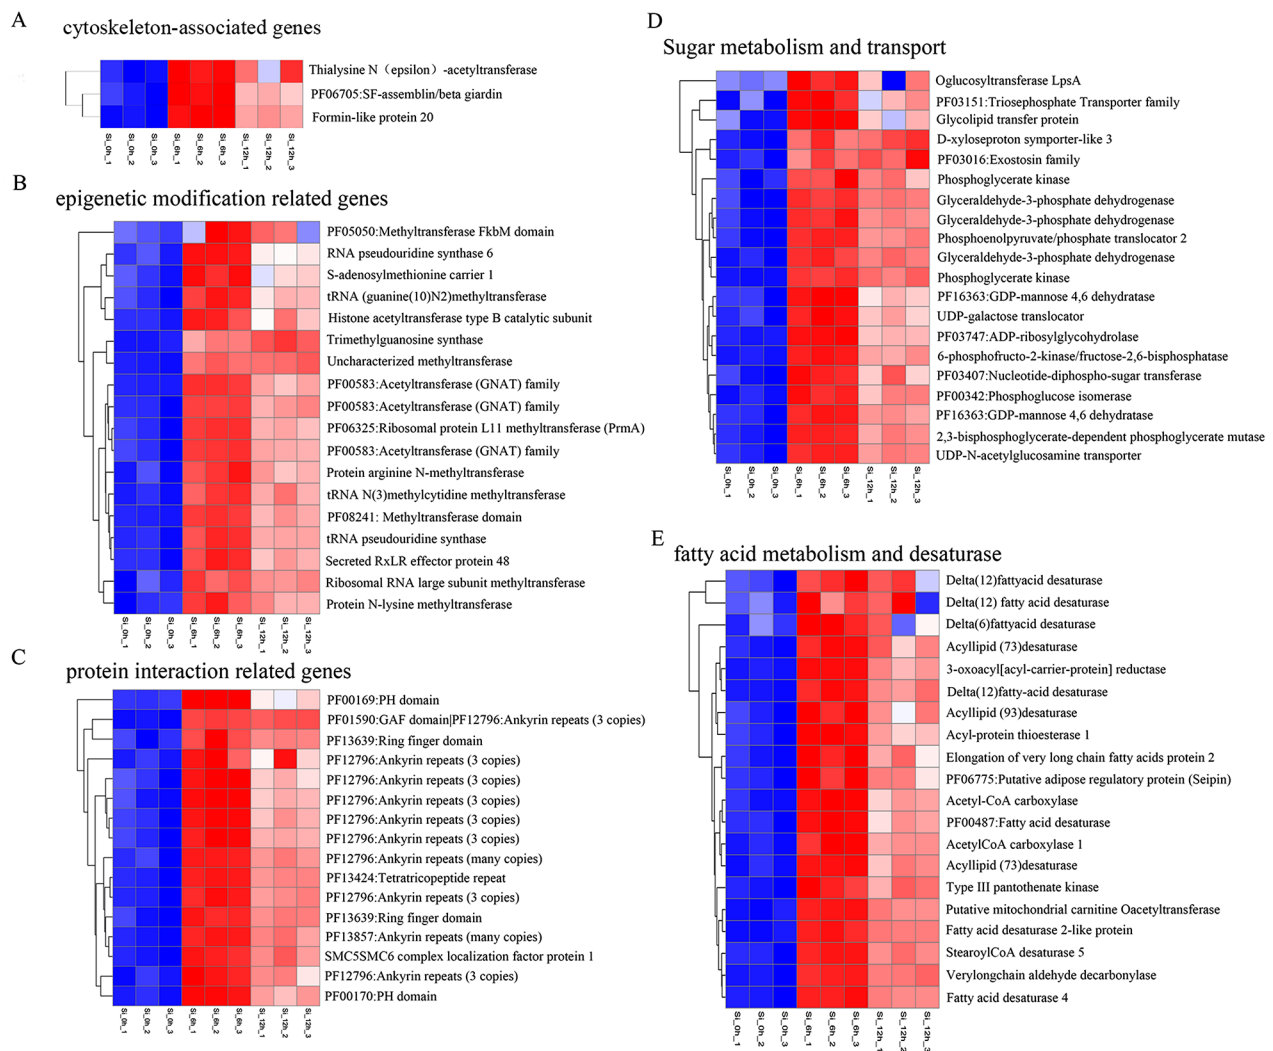 A
cytoskeleton-associated genes
Thialysine N（epsilon）-acetyltransferase
PF06705:SF-assemblin/beta giardin
Formin-like protein 20
Si_0h_1
Si_0h_2
Si_0h_3
Si_6h_1
Si_6h_2
Si_6h_3
Si_12h_1
Si_12h_2
Si_12h_3
B
epigenetic modification related genes
PF05050:Methyltransferase FkbM domain
RNA pseudouridine synthase 6
S-adenosylmethionine carrier 1
tRNA (guanine(10)N2)methyltransferase
Histone acetyltransferase type B catalytic subunit
Trimethylguanosine synthase
Uncharacterized methyltransferase
PF00583:Acetyltransferase (GNAT) family
PF00583:Acetyltransferase (GNAT) family
PF06325:Ribosomal protein L11 methyltransferase (PrmA)
PF00583:Acetyltransferase (GNAT) family
Protein arginine N-methyltransferase
tRNA N(3)methylcytidine methyltransferase
PF08241: Methyltransferase domain
tRNA pseudouridine synthase
Secreted RxLR effector protein 48
Ribosomal RNA large subunit methyltransferase
Protein N-lysine methyltransferase
Si_0h_1
Si_0h_2
Si_0h_3
Si_6h_1
Si_6h_2
Si_6h_3
Si_12h_1
Si_12h_2
Si_12h_3
C
protein interaction related genes
PF00169:PH domain
PF01590:GAF domain|PF12796:Ankyrin repeats (3 copies)
PF13639:Ring finger domain
PF12796:Ankyrin repeats (3 copies)
PF12796:Ankyrin repeats (3 copies)
PF12796:Ankyrin repeats (3 copies)
PF12796:Ankyrin repeats (3 copies)
PF12796:Ankyrin repeats (3 copies)
PF12796:Ankyrin repeats (many copies)
PF13424:Tetratricopeptide repeat
PF12796:Ankyrin repeats (3 copies)
PF13639:Ring finger domain
PF13857:Ankyrin repeats (many copies)
SMC5SMC6 complex localization factor protein 1
PF12796:Ankyrin repeats (3 copies)
PF00170:PH domain
Si_0h_1
Si_0h_2
Si_0h_3
Si_6h_1
Si_6h_2
Si_6h_3
Si_12h_1
Si_12h_2
Si_12h_3
D
Sugar metabolism and transport
Oglucosyltransferase LpsA
PF03151:Triosephosphate Transporter family
Glycolipid transfer protein
D-xyloseproton symporter-like 3
PF03016:Exostosin family
Phosphoglycerate kinase
Glyceraldehyde-3-phosphate dehydrogenase
Glyceraldehyde-3-phosphate dehydrogenase
Phosphoenolpyruvate/phosphate translocator 2
Glyceraldehyde-3-phosphate dehydrogenase
Phosphoglycerate kinase
PF16363:GDP-mannose 4,6 dehydratase
UDP-galactose translocator
PF03747:ADP-ribosylglycohydrolase
6-phosphofructo-2-kinase/fructose-2,6-bisphosphatase
PF03407:Nucleotide-diphospho-sugar transferase
PF00342:Phosphoglucose isomerase
PF16363:GDP-mannose 4,6 dehydratase
2,3-bisphosphoglycerate-dependent phosphoglycerate mutase
UDP-N-acetylglucosamine transporter
Si_0h_1
Si_0h_2
Si_0h_3
Si_6h_1
Si_6h_2
Si_6h_3
Si_12h_1
Si_12h_2
Si_12h_3
E
fatty acid metabolism and desaturase
Delta(12)fattyacid desaturase
Delta(12) fatty acid desaturase
Delta(6)fattyacid desaturase
Acyllipid (73)desaturase
3-oxoacyl[acyl-carrier-protein] reductase
Delta(12)fatty-acid desaturase
Acyllipid (93)desaturase
Acyl-protein thioesterase 1
Elongation of very long chain fatty acids protein 2
PF06775:Putative adipose regulatory protein (Seipin)
Acetyl-CoA carboxylase
PF00487:Fatty acid desaturase
AcetylCoA carboxylase 1
Acyllipid (73)desaturase
Type III pantothenate kinase
Putative mitochondrial carnitine Oacetyltransferase
Fatty acid desaturase 2-like protein
StearoylCoA desaturase 5
Verylongchain aldehyde decarbonylase
Fatty acid desaturase 4
Si_0h_1
Si_0h_2
Si_0h_3
Si_6h_1
Si_6h_2
Si_6h_3
Si_12h_1
Si_12h_2
Si_12h_3